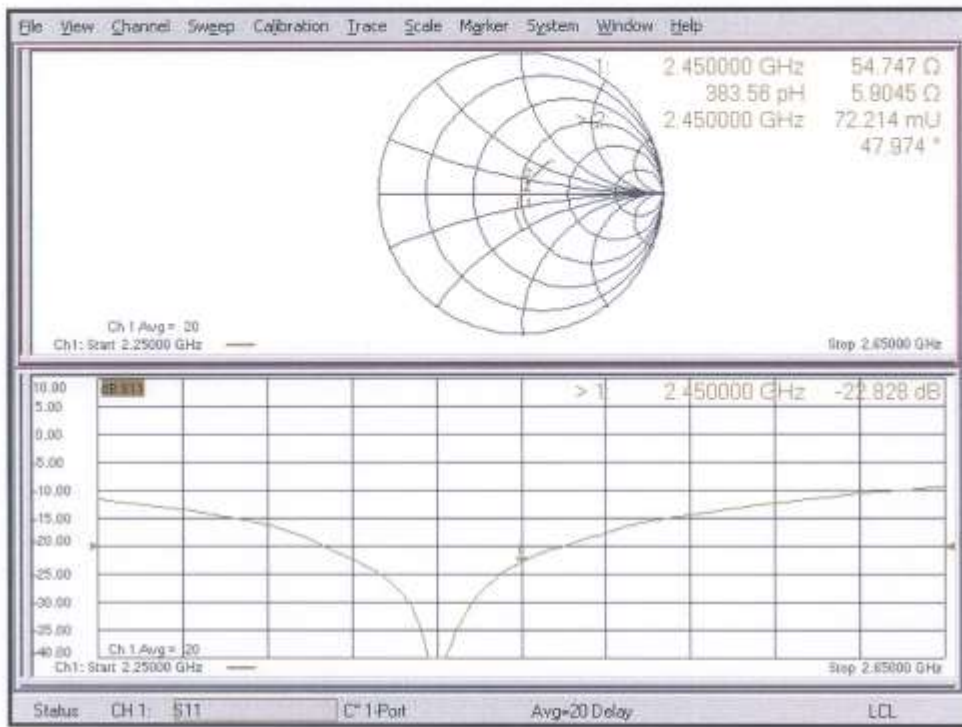 File View Channel Sweep Calibration Trace Scale Marker System Window Help
1: 2.450000 GHz 54.747 Ω
383.56 pH 5.9045 Ω
> 2: 2.450000 GHz 72.214 mU
47.974 °
Ch 1 Avg = 20
Ch1: Start 2.25000 GHz Stop 2.65000 GHz
10.00 dB S11 > 1: 2.450000 GHz -22.828 dB
5.00
0.00
-5.00
-10.00
-15.00
-20.00
-25.00
-30.00
-35.00
-40.00 Ch 1 Avg = 20
Ch1: Start 2.25000 GHz Stop 2.65000 GHz
Status CH 1: S11 C* 1-Port Avg=20 Delay LCL